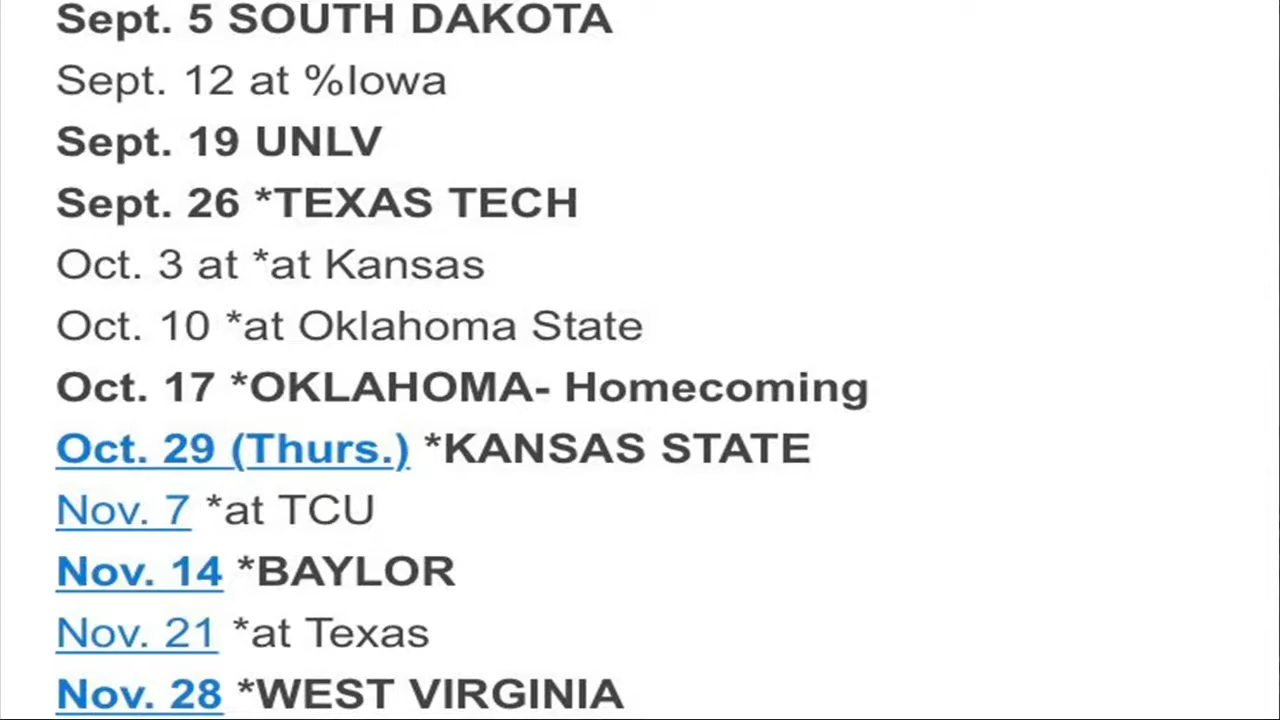 Sept. 5 SOUTH DAKOTA
Sept. 12 at %Iowa
Sept. 19 UNLV
Sept. 26 *TEXAS TECH
Oct. 3 at *at Kansas
Oct. 10 *at Oklahoma State
Oct. 17 *OKLAHOMA- Homecoming
Oct. 29 (Thurs.) *KANSAS STATE
Nov. 7 *at TCU
Nov. 14 *BAYLOR
Nov. 21 *at Texas
Nov. 28 *WEST VIRGINIA